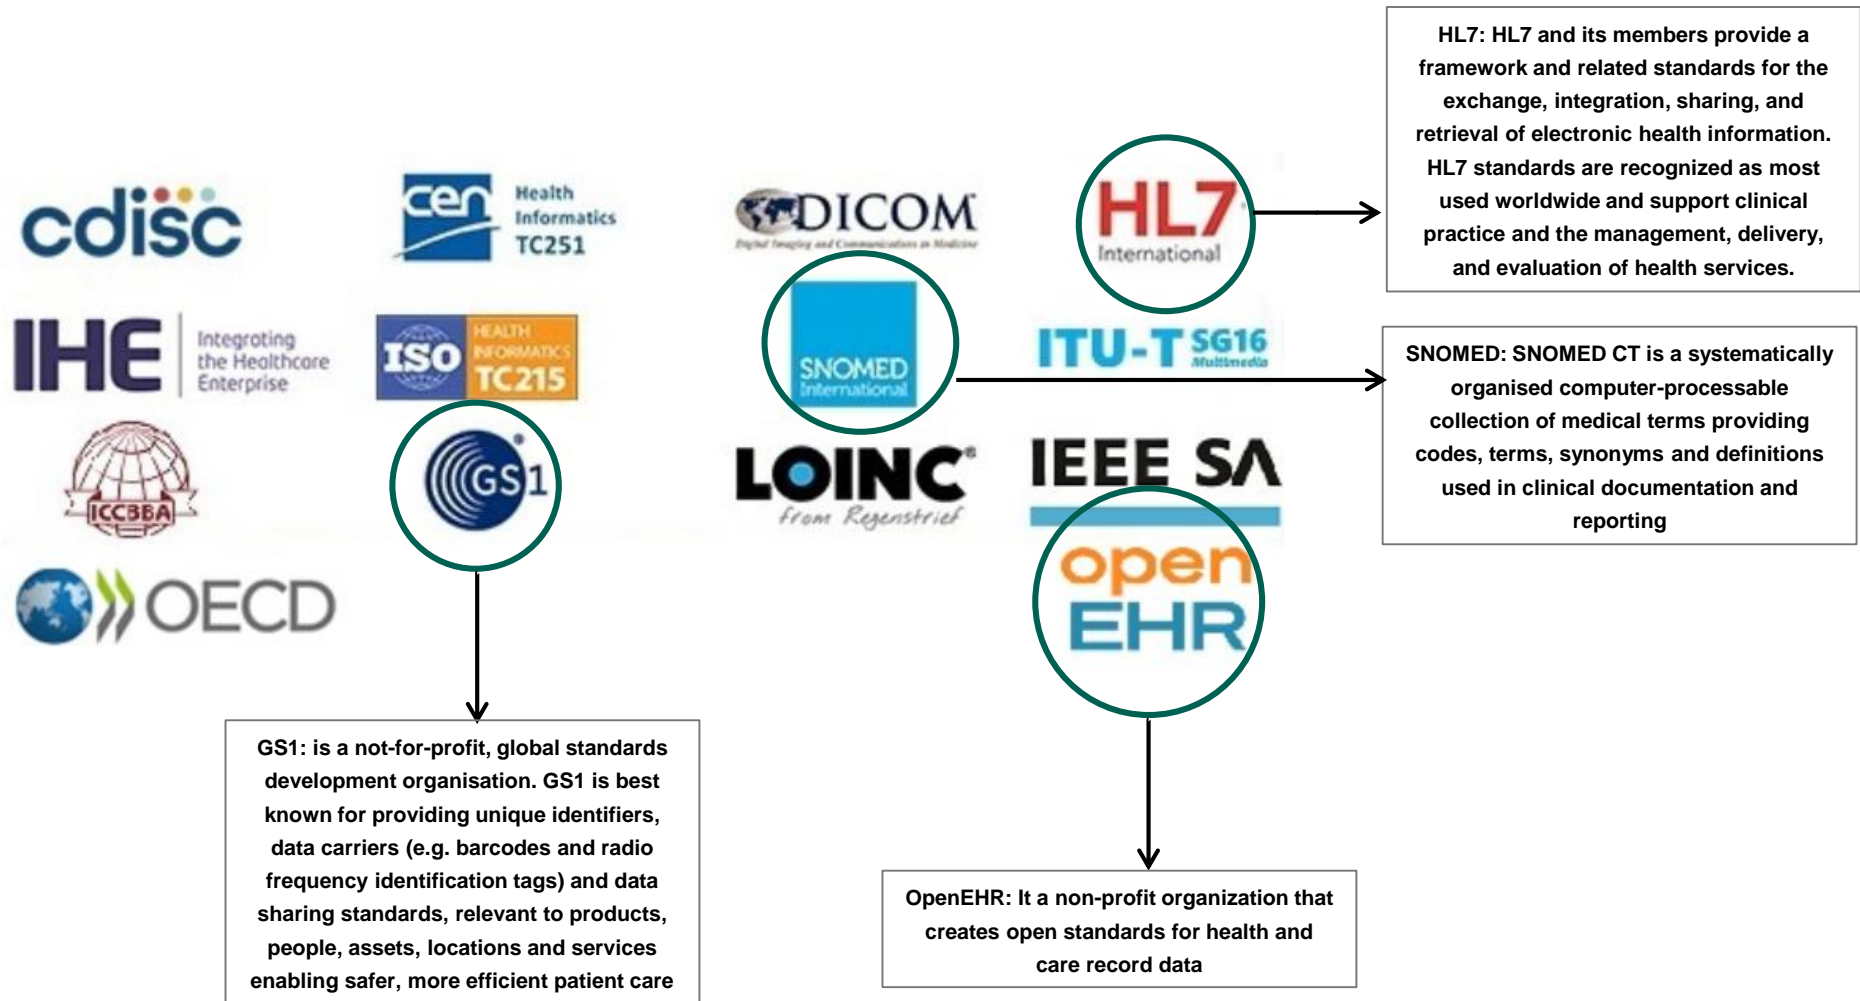 HL7: HL7 and its members provide a
framework and related standards for the
exchange, integration, sharing, and
retrieval of electronic health information.
HL7 standards are recognized as most
used worldwide and support clinical
practice and the management, delivery,
and evaluation of health services.
cdisc
cen
Health
Informatics
TC251
DICOM
Digital Imaging and Communications in Medicine
HL7
International
IHE
Integrating
the Healthcare
Enterprise
ISO
HEALTH
INFORMATICS
TC215
SNOMED
International
ITU-T SG16
Multimedia
SNOMED: SNOMED CT is a systematically
organised computer-processable
collection of medical terms providing
codes, terms, synonyms and definitions
used in clinical documentation and
reporting
ICCBBA
GS1
LOINC®
from Regenstrief
IEEE SA
OECD
open
EHR
GS1: is a not-for-profit, global standards
development organisation. GS1 is best
known for providing unique identifiers,
data carriers (e.g. barcodes and radio
frequency identification tags) and data
sharing standards, relevant to products,
people, assets, locations and services
enabling safer, more efficient patient care
OpenEHR: It a non-profit organization that
creates open standards for health and
care record data